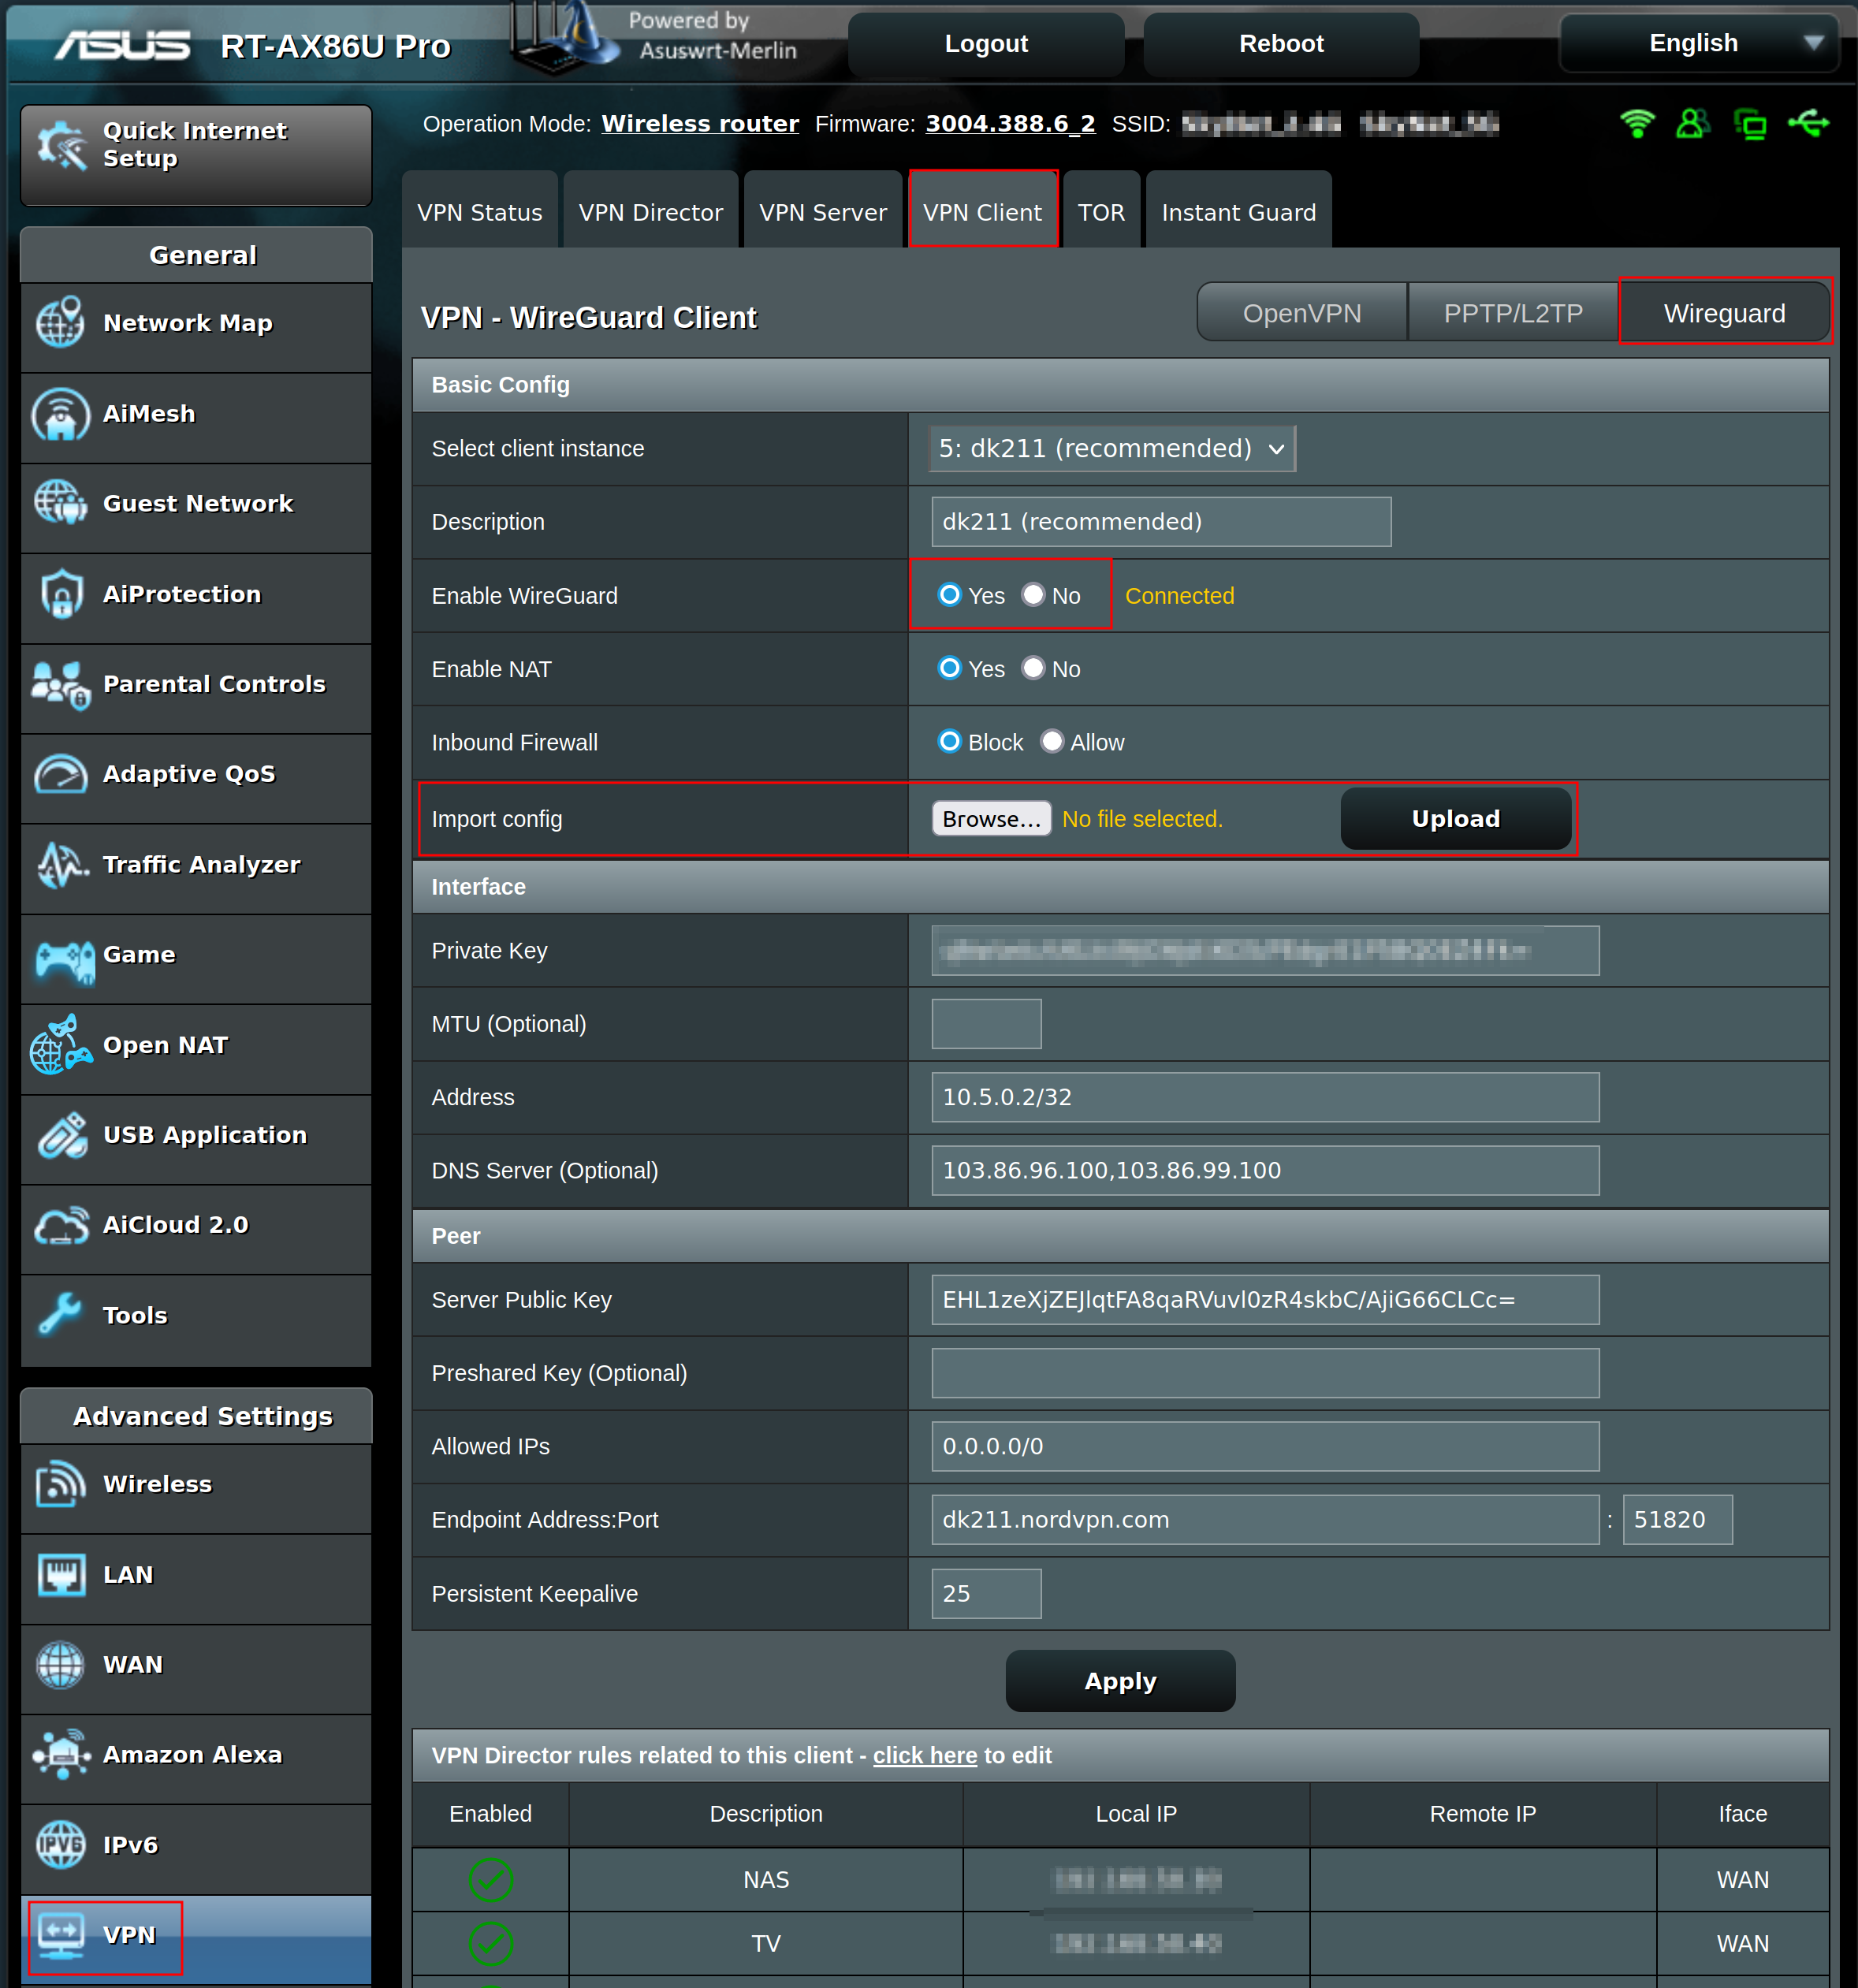 ASUS RT-AX86U Pro
Powered by
Asuswrt-Merlin
Logout
Reboot
English
Quick Internet
Setup
Operation Mode: Wireless router Firmware: 3004.388.6_2 SSID:
VPN Status
VPN Director
VPN Server
VPN Client
TOR
Instant Guard
General
Network Map
AiMesh
Guest Network
AiProtection
Parental Controls
Adaptive QoS
Traffic Analyzer
Game
Open NAT
USB Application
AiCloud 2.0
Tools
Advanced Settings
Wireless
LAN
WAN
Amazon Alexa
IPv6
VPN
VPN - WireGuard Client
OpenVPN
PPTP/L2TP
Wireguard
Basic Config
Select client instance 5: dk211 (recommended)
Description dk211 (recommended)
Enable WireGuard Yes No Connected
Enable NAT Yes No
Inbound Firewall Block Allow
Import config Browse... No file selected. Upload
Interface
Private Key
MTU (Optional)
Address 10.5.0.2/32
DNS Server (Optional) 103.86.96.100,103.86.99.100
Peer
Server Public Key EHL1zeXjZEJlqtFA8qaRVuvl0zR4skbC/AjiG66CLCc=
Preshared Key (Optional)
Allowed IPs 0.0.0.0/0
Endpoint Address:Port dk211.nordvpn.com : 51820
Persistent Keepalive 25
Apply
VPN Director rules related to this client - click here to edit
Enabled Description Local IP Remote IP Iface
NAS WAN
TV WAN